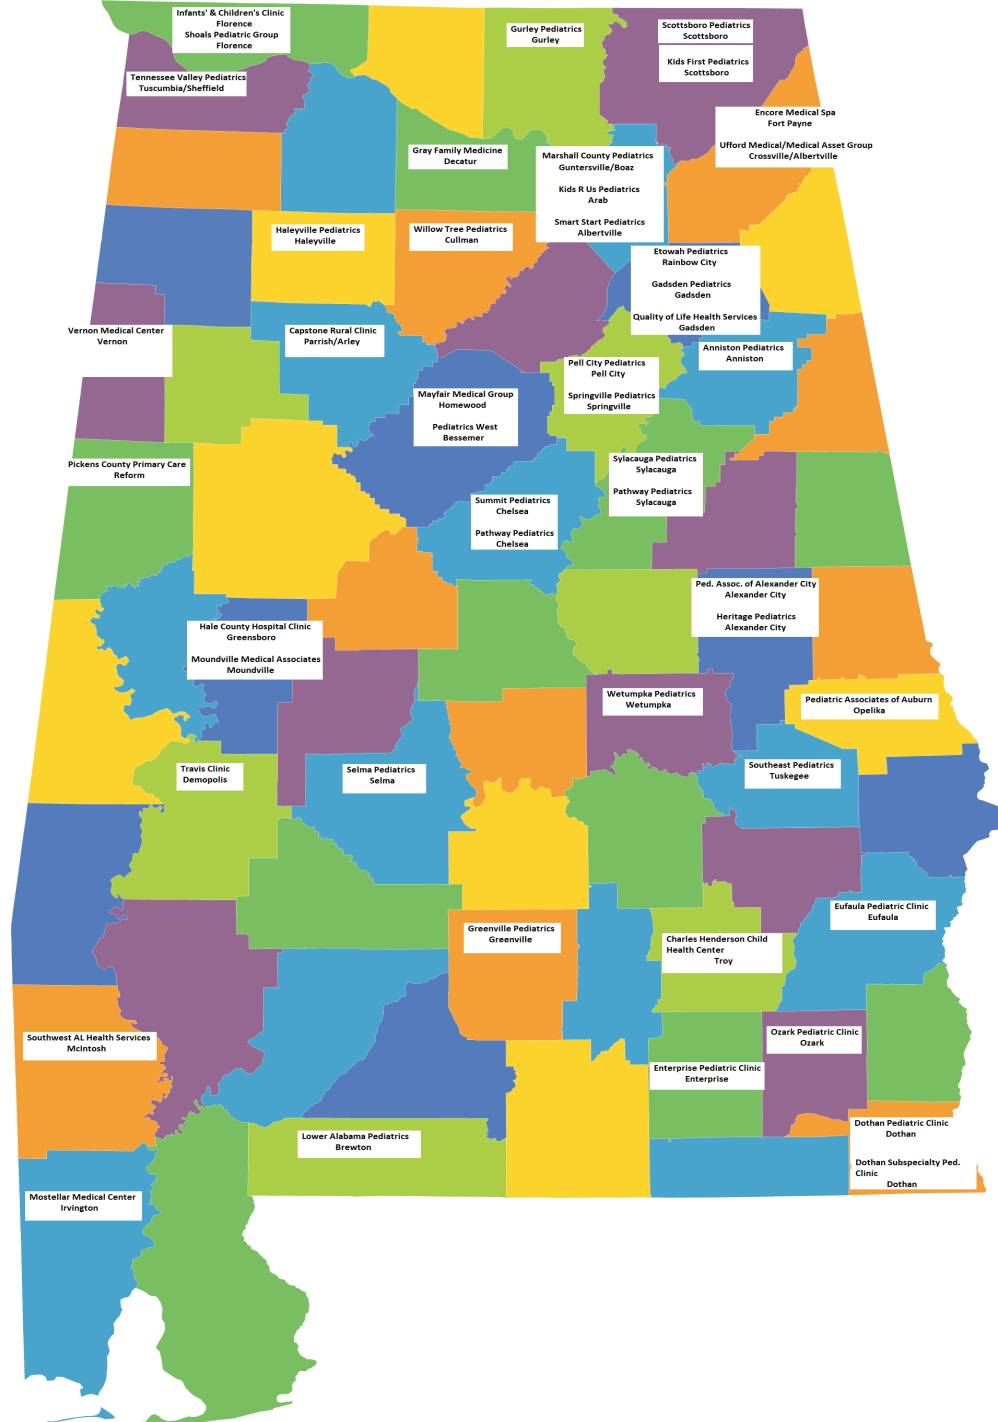 Infants' & Children's Clinic
Florence
Shoals Pediatric Group
Florence
Gurley Pediatrics
Gurley
Scottsboro Pediatrics
Scottsboro
Kids First Pediatrics
Scottsboro
Tennessee Valley Pediatrics
Tuscumbia/Sheffield
Encore Medical Spa
Fort Payne
Ufford Medical/Medical Asset Group
Crossville/Albertville
Gray Family Medicine
Decatur
Marshall County Pediatrics
Guntersville/Boaz
Kids R Us Pediatrics
Arab
Smart Start Pediatrics
Albertville
Haleyville Pediatrics
Haleyville
Willow Tree Pediatrics
Cullman
Etowah Pediatrics
Rainbow City
Gadsden Pediatrics
Gadsden
Quality of Life Health Services
Gadsden
Vernon Medical Center
Vernon
Capstone Rural Clinic
Parrish/Arley
Anniston Pediatrics
Anniston
Pell City Pediatrics
Pell City
Springville Pediatrics
Springville
Mayfair Medical Group
Homewood
Pediatrics West
Bessemer
Pickens County Primary Care
Reform
Sylacauga Pediatrics
Sylacauga
Pathway Pediatrics
Sylacauga
Summit Pediatrics
Chelsea
Pathway Pediatrics
Chelsea
Ped. Assoc. of Alexander City
Alexander City
Heritage Pediatrics
Alexander City
Hale County Hospital Clinic
Greensboro
Moundville Medical Associates
Moundville
Wetumpka Pediatrics
Wetumpka
Pediatric Associates of Auburn
Opelika
Travis Clinic
Demopolis
Selma Pediatrics
Selma
Southeast Pediatrics
Tuskegee
Eufaula Pediatric Clinic
Eufaula
Greenville Pediatrics
Greenville
Charles Henderson Child
Health Center
Troy
Southwest AL Health Services
McIntosh
Ozark Pediatric Clinic
Ozark
Enterprise Pediatric Clinic
Enterprise
Dothan Pediatric Clinic
Dothan
Dothan Subspecialty Ped.
Clinic
Dothan
Lower Alabama Pediatrics
Brewton
Mostellar Medical Center
Irvington